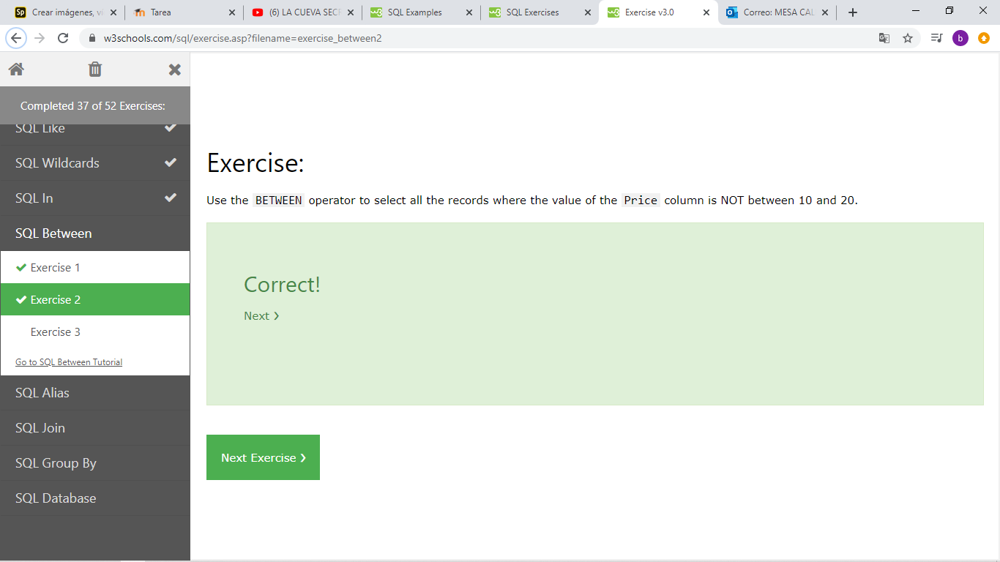 Crear imágenes, ví
Tarea
(6) LA CUEVA SEC
SQL Examples
SQL Exercises
Exercise v3.0
Correo: MESA CAL
w3schools.com/sql/exercise.asp?filename=exercise_between2
b
Completed 37 of 52 Exercises:
SQL Like
SQL Wildcards
SQL In
SQL Between
Exercise 1
Exercise 2
Exercise 3
Go to SQL Between Tutorial
SQL Alias
SQL Join
SQL Group By
SQL Database
Exercise:
Use the BETWEEN operator to select all the records where the value of the Price column is NOT between 10 and 20.
Correct!
Next ❯
Next Exercise ❯